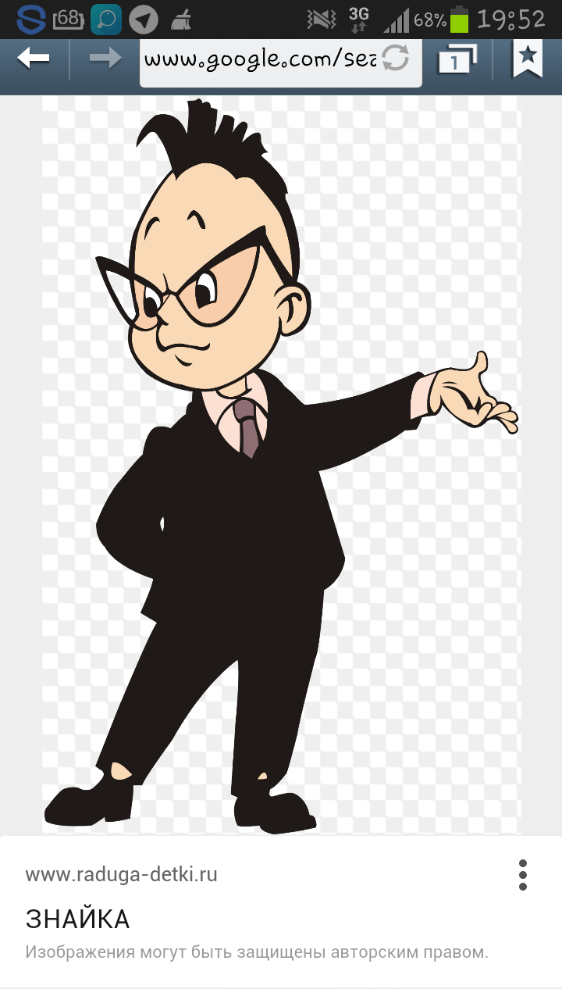 68 3G 68% 19:52
www.google.com/sea
1
www.raduga-detki.ru
ЗНАЙКА
Изображения могут быть защищены авторским правом.